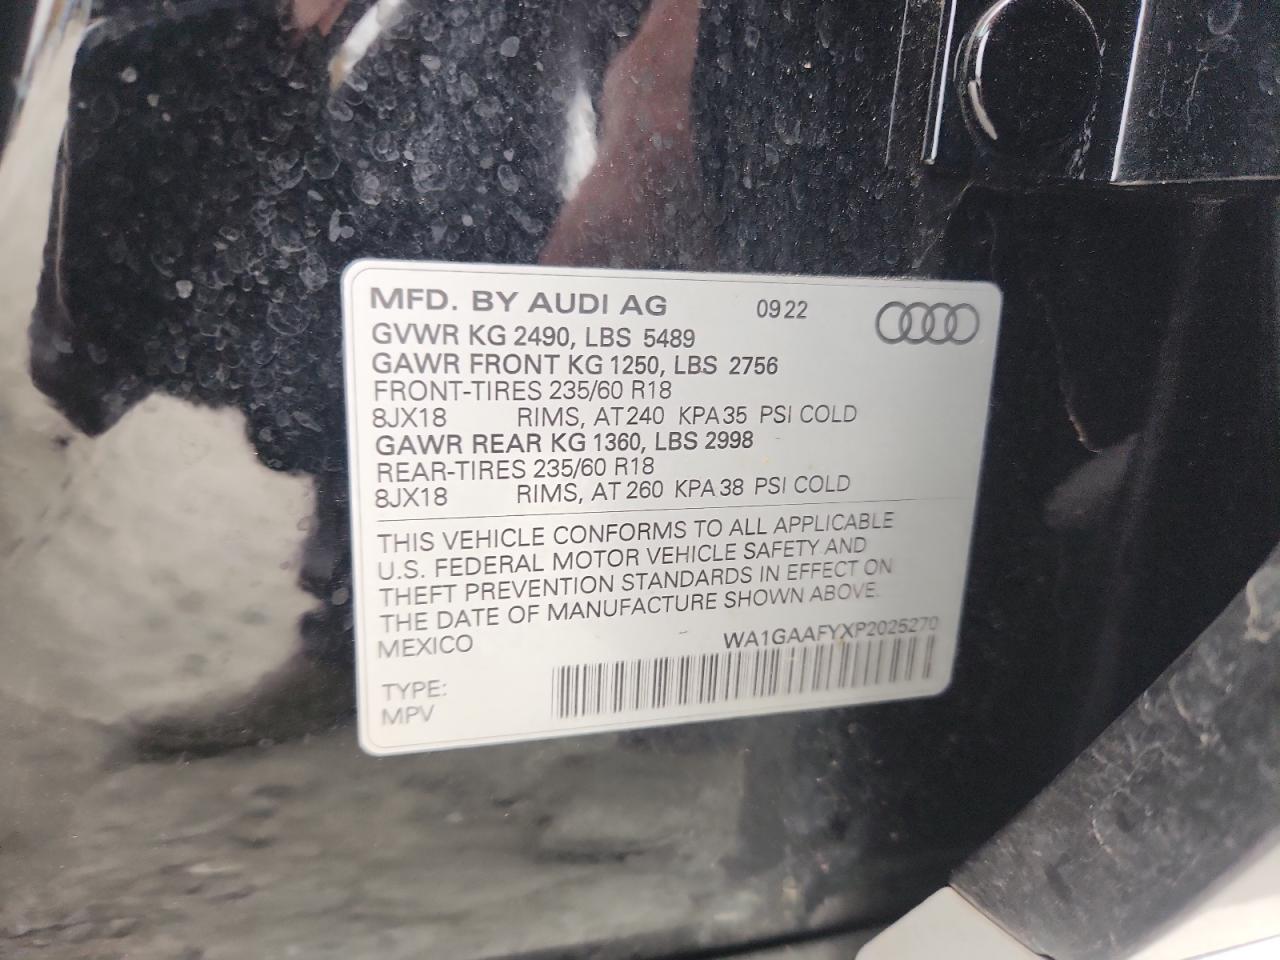 MFD. BY AUDI AG 0922
GVWR KG 2490, LBS 5489
GAWR FRONT KG 1250, LBS 2756
FRONT-TIRES 235/60 R18
8JX18 RIMS, AT 240 KPA 35 PSI COLD
GAWR REAR KG 1360, LBS 2998
REAR-TIRES 235/60 R18
8JX18 RIMS, AT 260 KPA 38 PSI COLD
THIS VEHICLE CONFORMS TO ALL APPLICABLE
U.S. FEDERAL MOTOR VEHICLE SAFETY AND
THEFT PREVENTION STANDARDS IN EFFECT ON
THE DATE OF MANUFACTURE SHOWN ABOVE.
MEXICO WA1GAAFYXP2025270
TYPE:
MPV